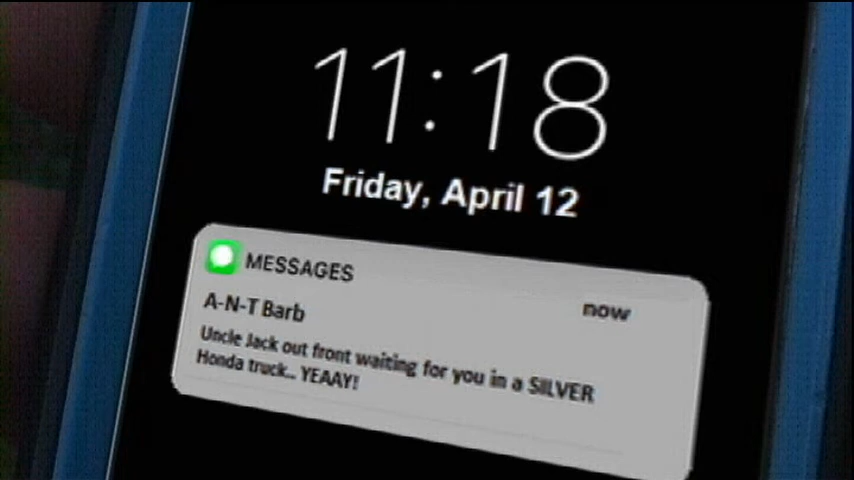 11:18
Friday, April 12
MESSAGES
A-N-T Barb
now
Uncle Jack out front waiting for you in a SILVER
Honda truck... YEAAY!